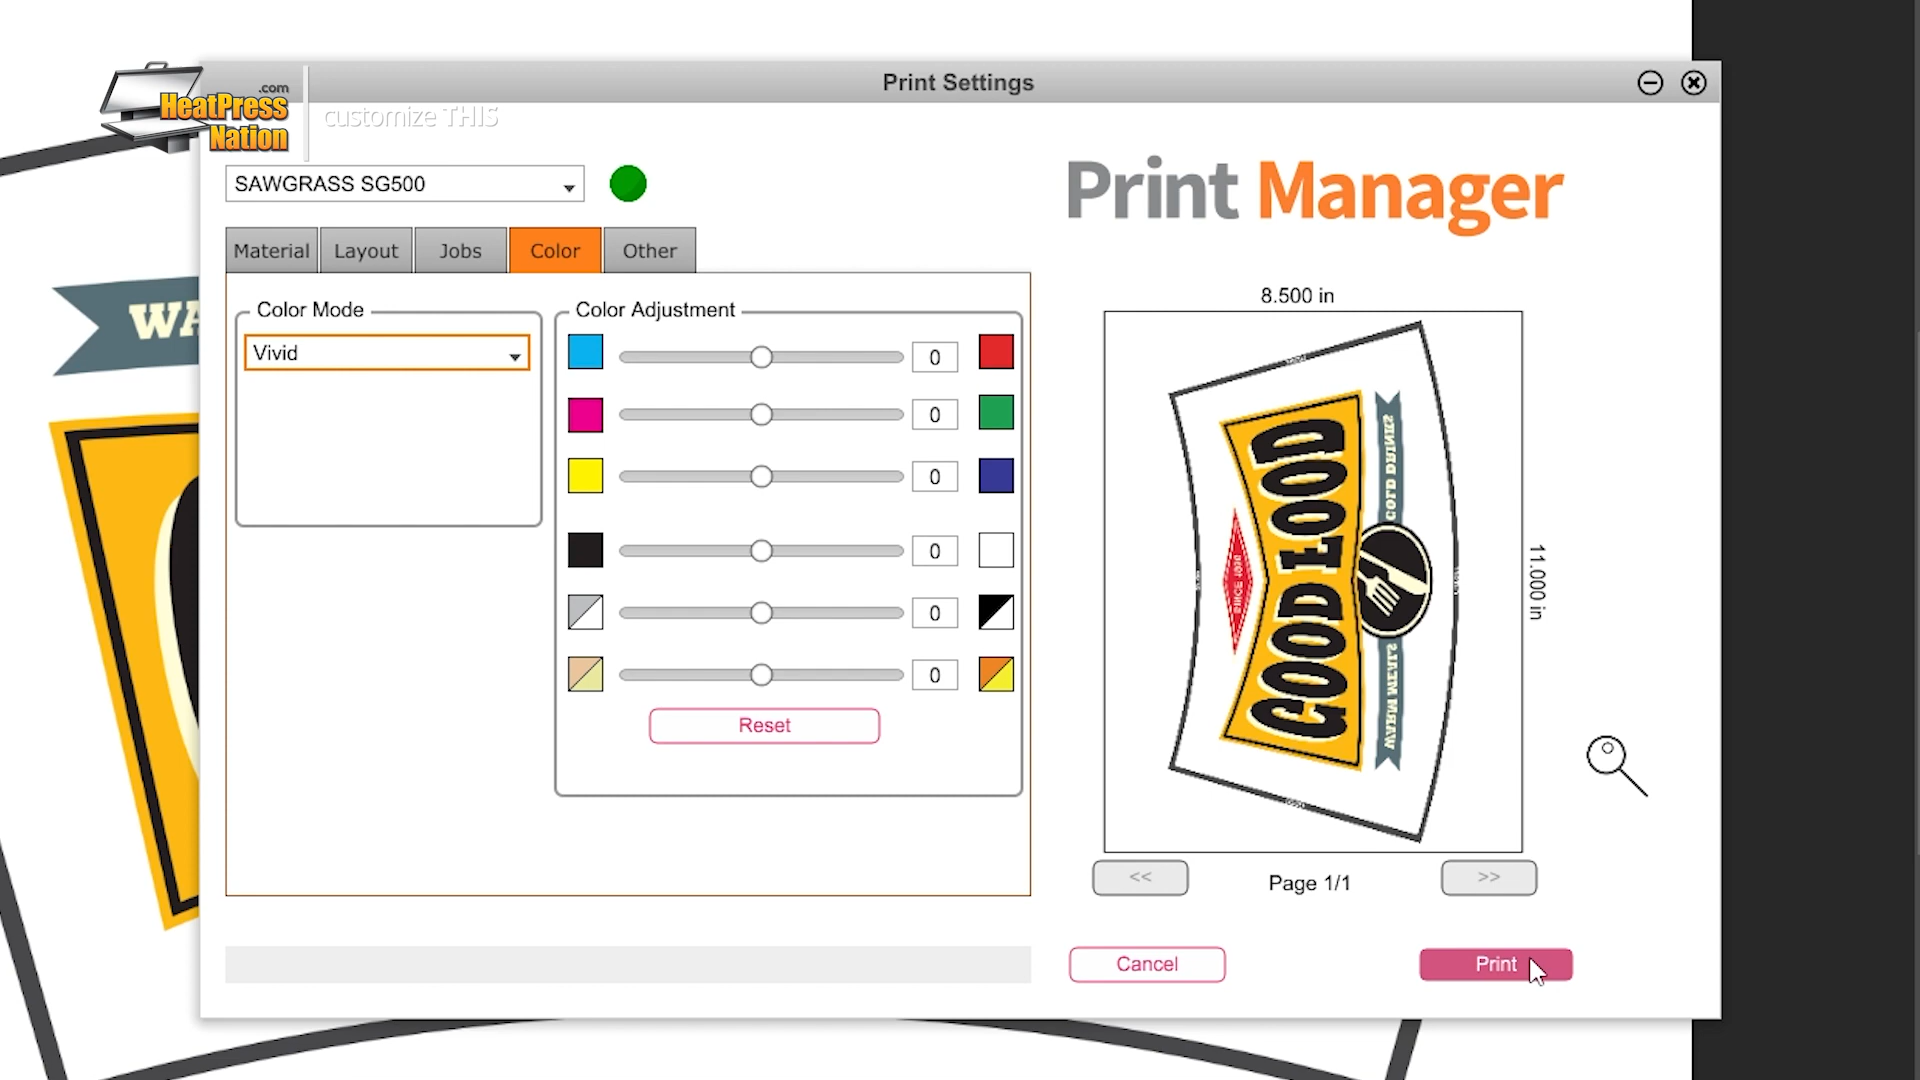 Print Settings
.com
HeatPress
Nation
customize THIS
SAWGRASS SG500
Print Manager
Material
Layout
Jobs
Color
Other
Color Mode
Vivid
Color Adjustment
0
0
0
0
0
0
Reset
8.500 in
11.000 in
GOOD FOOD
COLD DRINKS
WARM MEALS
WA
<<
Page 1/1
>>
Cancel
Print